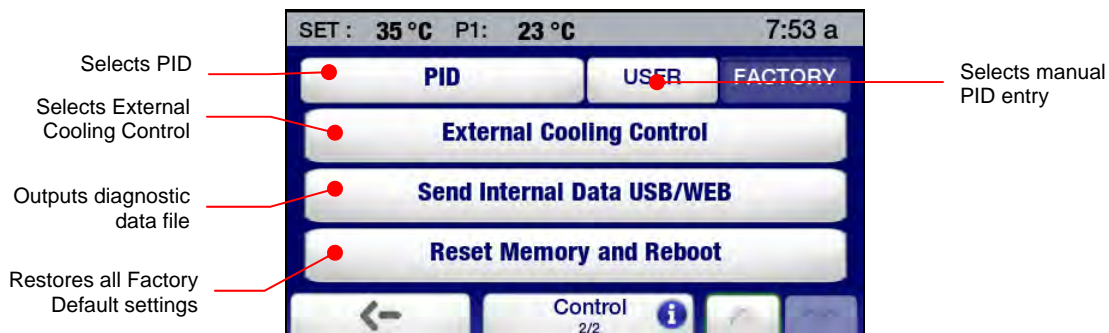 SET : 35 °C P1: 23 °C 7:53 a
Selects PID
PID USER FACTORY
Selects manual
PID entry
Selects External
Cooling Control
External Cooling Control
Outputs diagnostic
data file
Send Internal Data USB/WEB
Restores all Factory
Default settings
Reset Memory and Reboot
Control
2/2